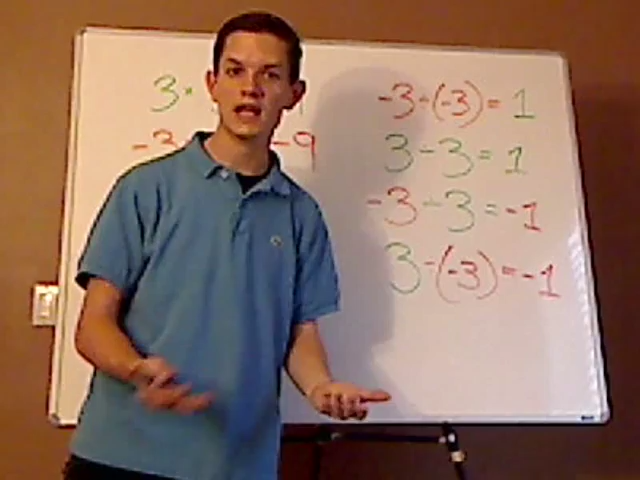 3 ×
-3 -9
-3 ÷ (-3) = 1
3 ÷ 3 = 1
-3 ÷ 3 = -1
3 ÷ (-3) = -1